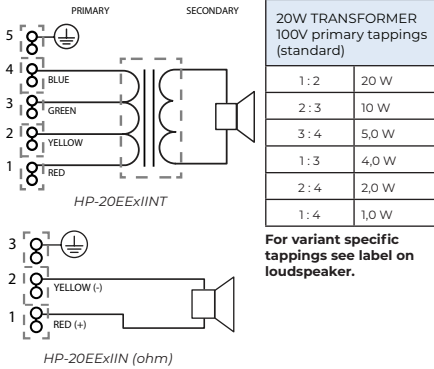 PRIMARY
SECONDARY
5
4
BLUE
3
GREEN
2
YELLOW
1
RED
HP-20EExIINT
20W TRANSFORMER
100V primary tappings
(standard)
1 : 2 20 W
2 : 3 10 W
3 : 4 5,0 W
1 : 3 4,0 W
2 : 4 2,0 W
1 : 4 1,0 W
For variant specific
tappings see label on
loudspeaker.
3
2
YELLOW (-)
1
RED (+)
HP-20EExIIN (ohm)